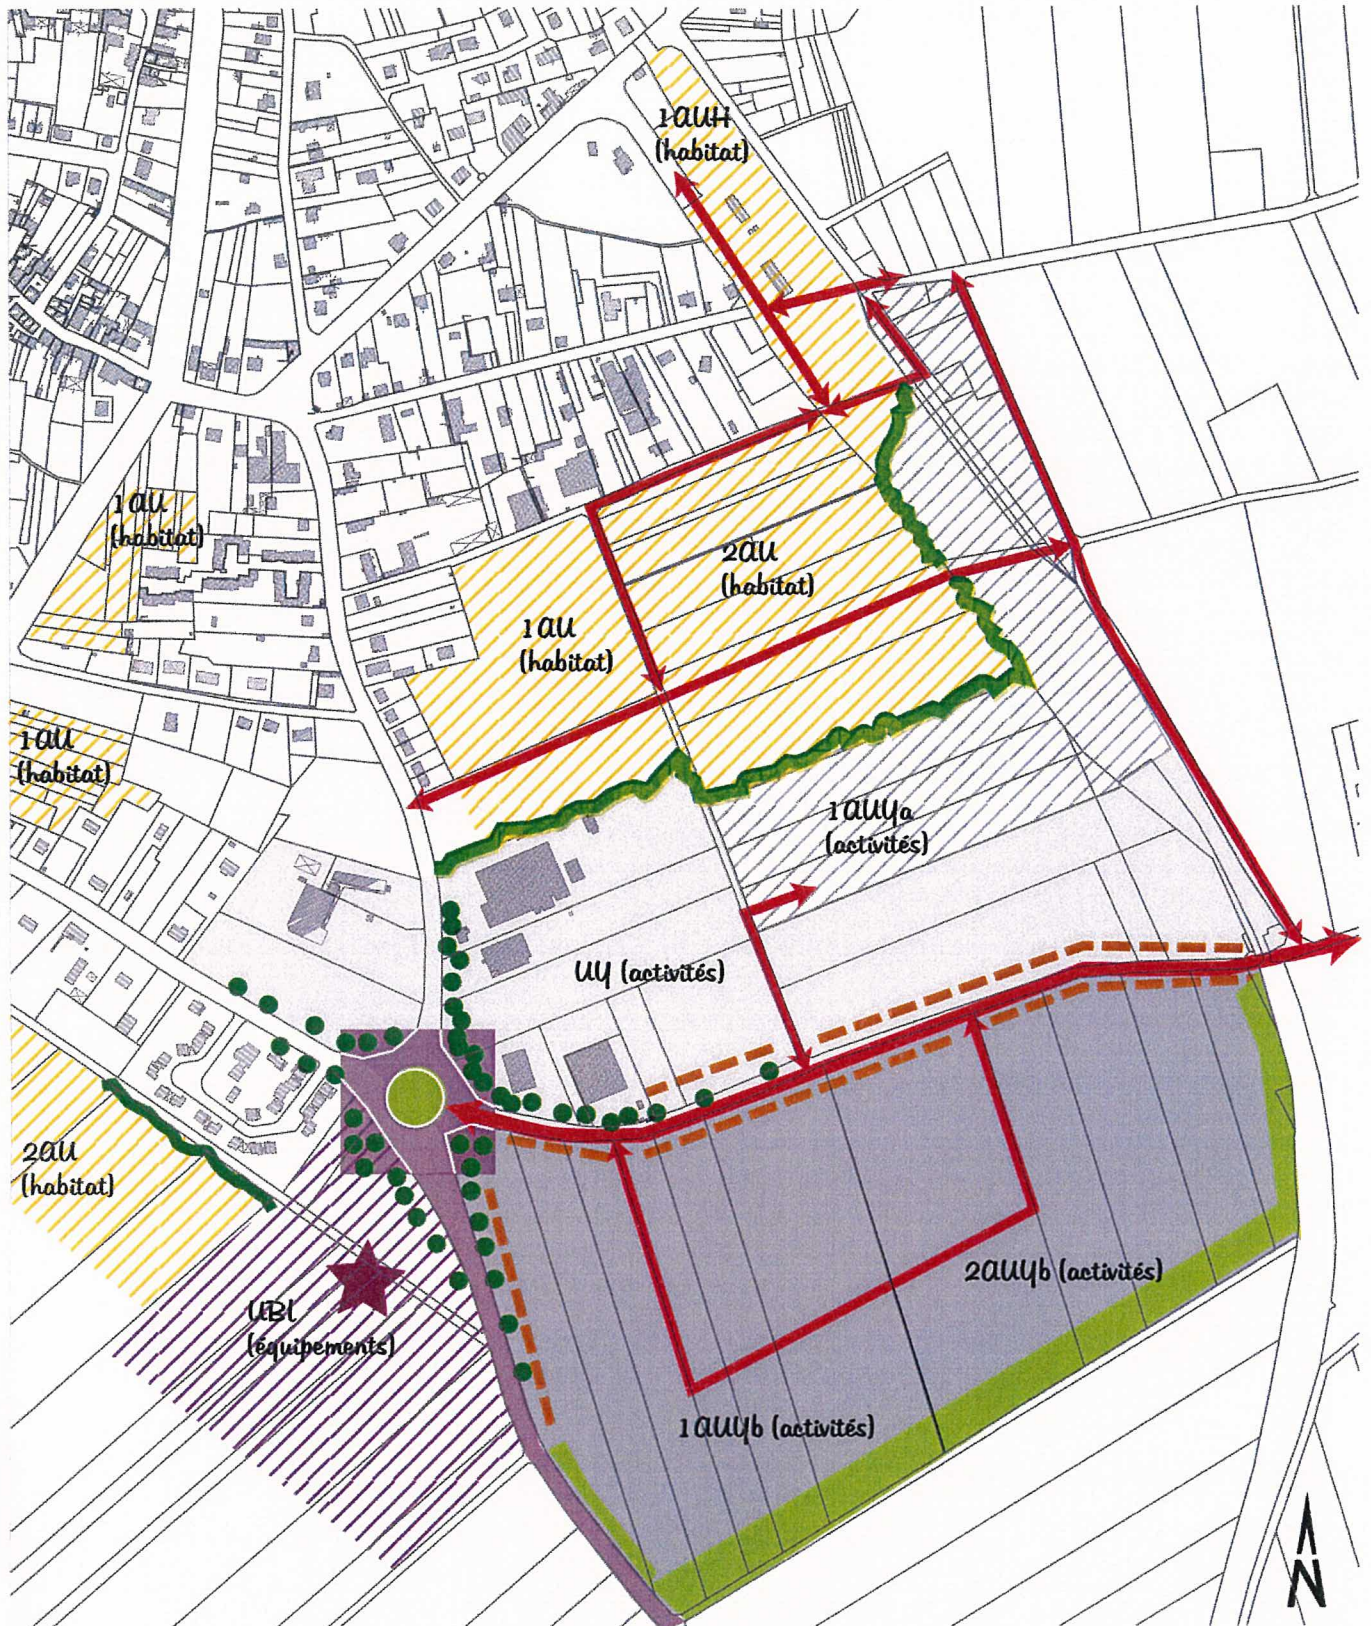 1AUH
(habitat)
1AU
(habitat)
2AU
(habitat)
1AU
(habitat)
1AU
(habitat)
1AUYa
(activités)
UY (activités)
2AU
(habitat)
2AUYb (activités)
UBl
(équipements)
1AUYb (activités)
N